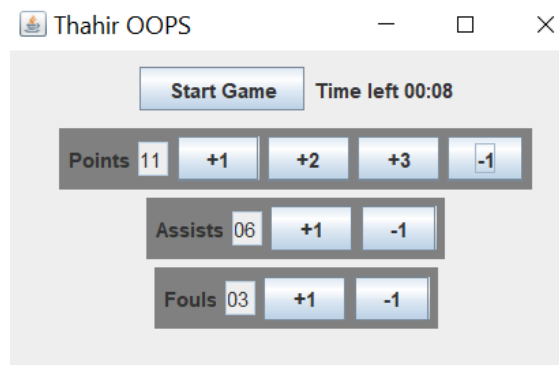 Thahir OOPS
Start Game Time left 00:08
Points 11 +1 +2 +3 -1
Assists 06 +1 -1
Fouls 03 +1 -1